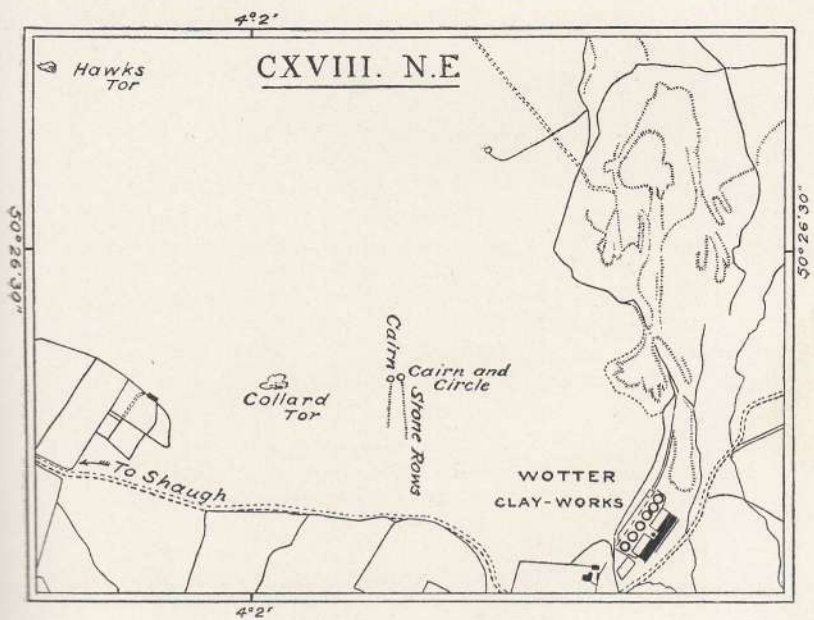 4° 2'
CXVIII. N.E
Hawks
Tor
50° 26' 30"
50° 26' 30"
Cairn
Cairn and
Circle
Stone Rows
Collard
Tor
To Shaugh
WOTTER
CLAY-WORKS
4° 2'